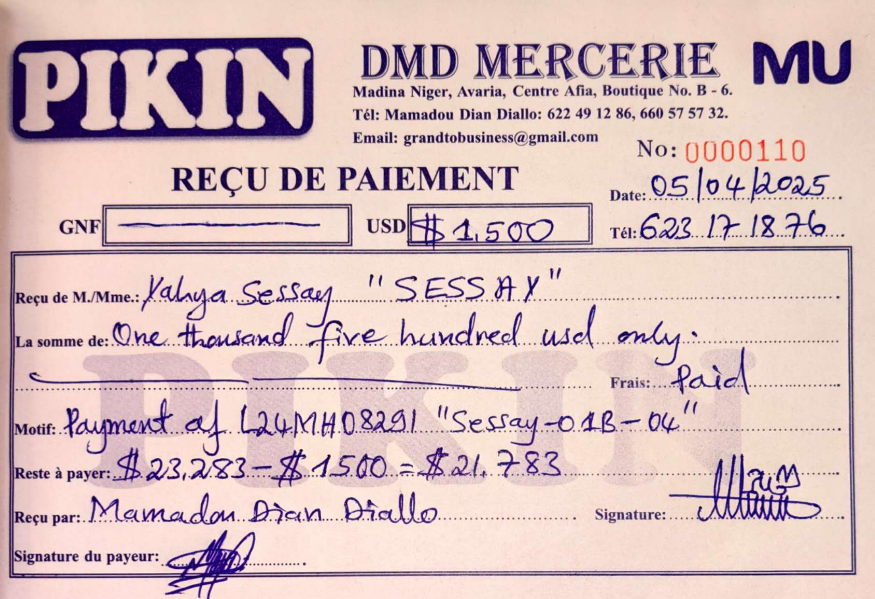 PIKIN
DMD MERCERIE
MU
Madina Niger, Avaria, Centre Afia, Boutique No. B - 6.
Tél: Mamadou Dian Diallo: 622 49 12 86, 660 57 57 32.
Email: grandtobusiness@gmail.com
No: 0000110
REÇU DE PAIEMENT
Date: 05/04/2025
GNF
USD $ 1,500
Tél: 623 17 18 76
Reçu de M./Mme.: Yahya Sessay "SESSAY"
La somme de: One thousand five hundred usd only.
Frais: Paid
Motif: Payment of L24MH08291 "Sessay-01B-04"
Reste à payer: $ 23,283 - $ 1500 = $ 21,783
Reçu par: Mamadou Dian Diallo
Signature:
Signature du payeur:
PIKIN